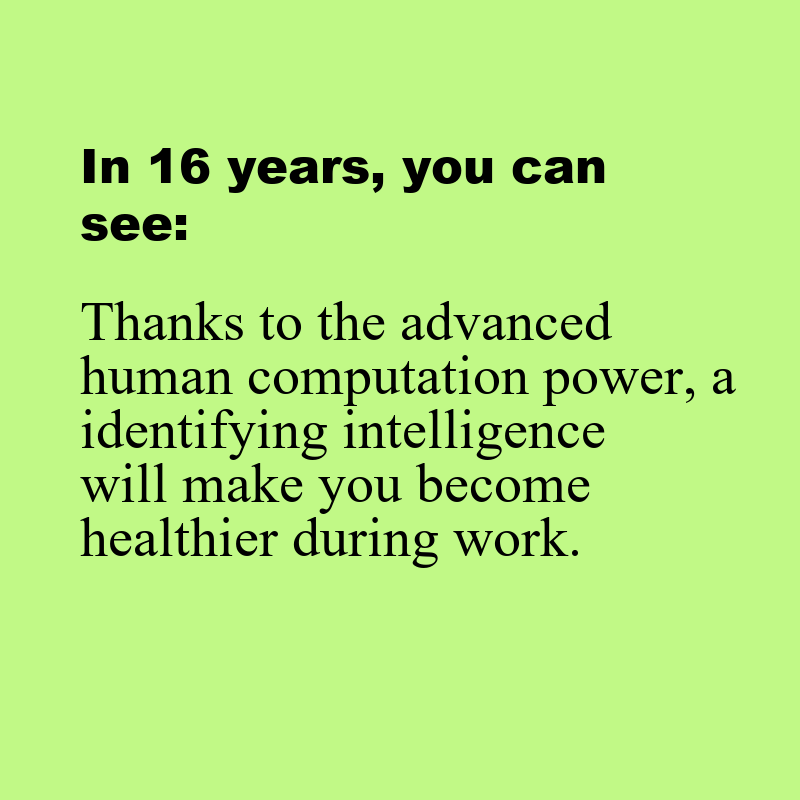 In 16 years, you can
see:
Thanks to the advanced
human computation power, a
identifying intelligence
will make you become
healthier during work.